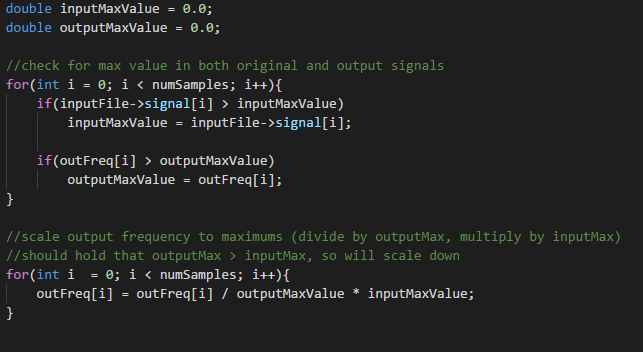 double inputMaxValue = 0.0;
double outputMaxValue = 0.0;
//check for max value in both original and output signals
for(int i = 0; i < numSamples; i++){
if(inputFile->signal[i] > inputMaxValue)
inputMaxValue = inputFile->signal[i];
if(outFreq[i] > outputMaxValue)
outputMaxValue = outFreq[i];
}
//scale output frequency to maximums (divide by outputMax, multiply by inputMax)
//should hold that outputMax > inputMax, so will scale down
for(int i  = 0; i < numSamples; i++){
outFreq[i] = outFreq[i] / outputMaxValue * inputMaxValue;
}